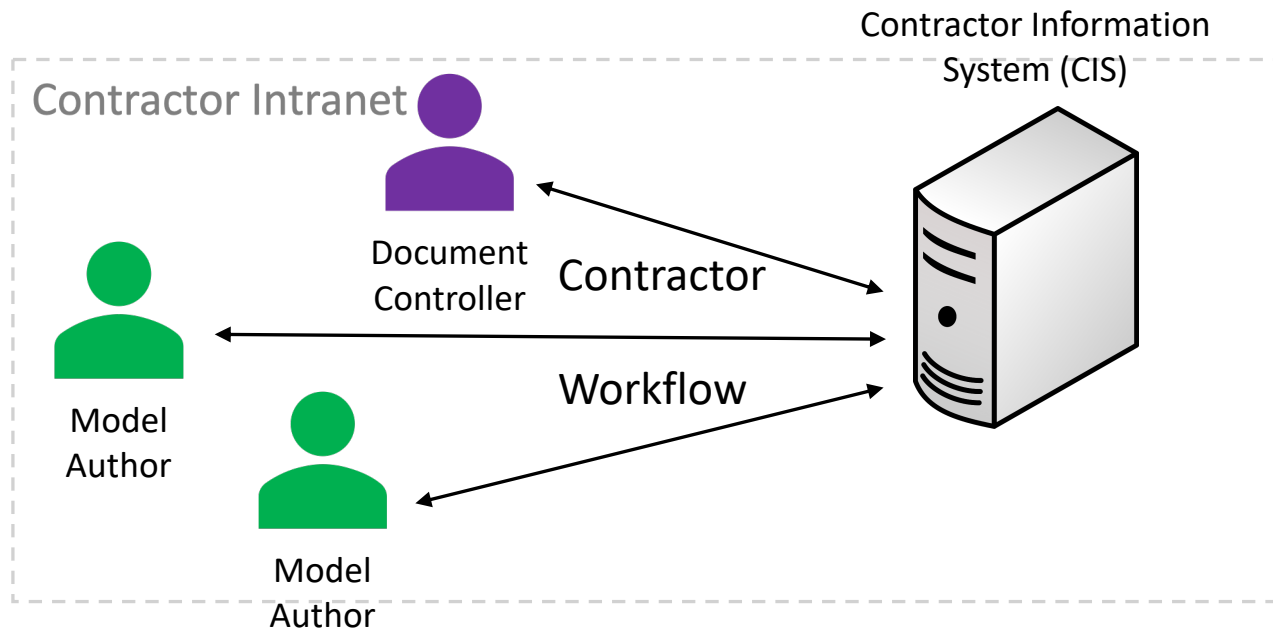 Contractor Information
System (CIS)
Contractor Intranet
Document
Controller
Contractor
Workflow
Model
Author
Model
Author